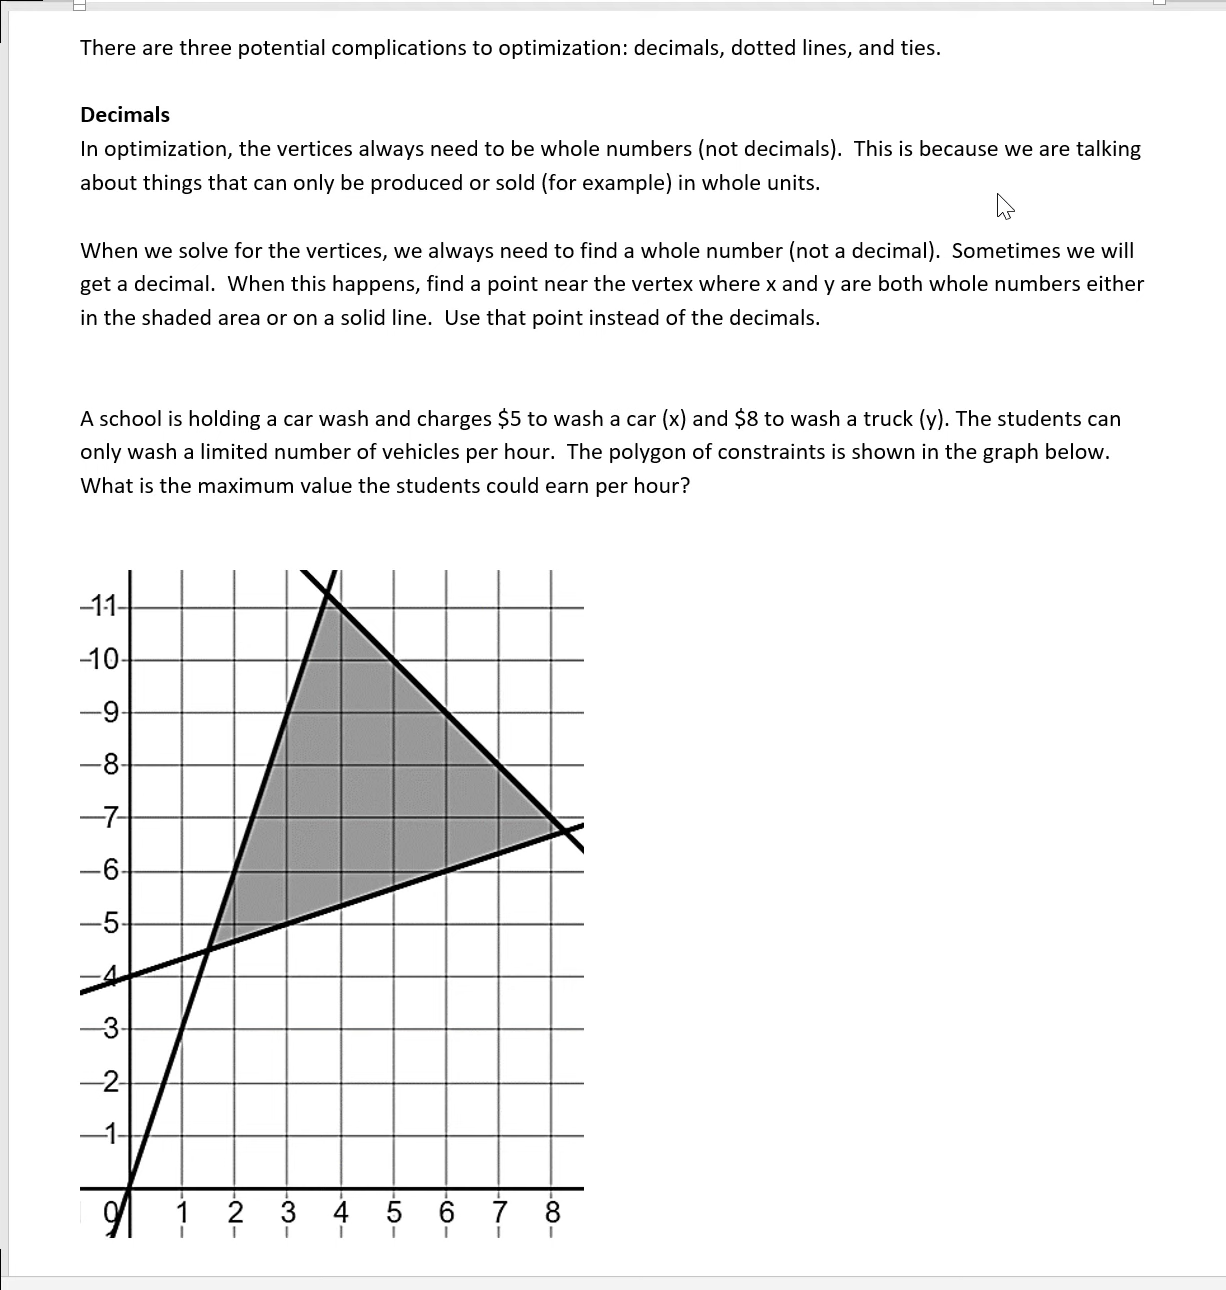 There are three potential complications to optimization: decimals, dotted lines, and ties.
Decimals
In optimization, the vertices always need to be whole numbers (not decimals).  This is because we are talking
about things that can only be produced or sold (for example) in whole units.
When we solve for the vertices, we always need to find a whole number (not a decimal).  Sometimes we will
get a decimal.  When this happens, find a point near the vertex where x and y are both whole numbers either
in the shaded area or on a solid line.  Use that point instead of the decimals.
A school is holding a car wash and charges $5 to wash a car (x) and $8 to wash a truck (y). The students can
only wash a limited number of vehicles per hour.  The polygon of constraints is shown in the graph below.
What is the maximum value the students could earn per hour?
11
10
9
8
7
6
5
4
3
2
1
0 1 2 3 4 5 6 7 8